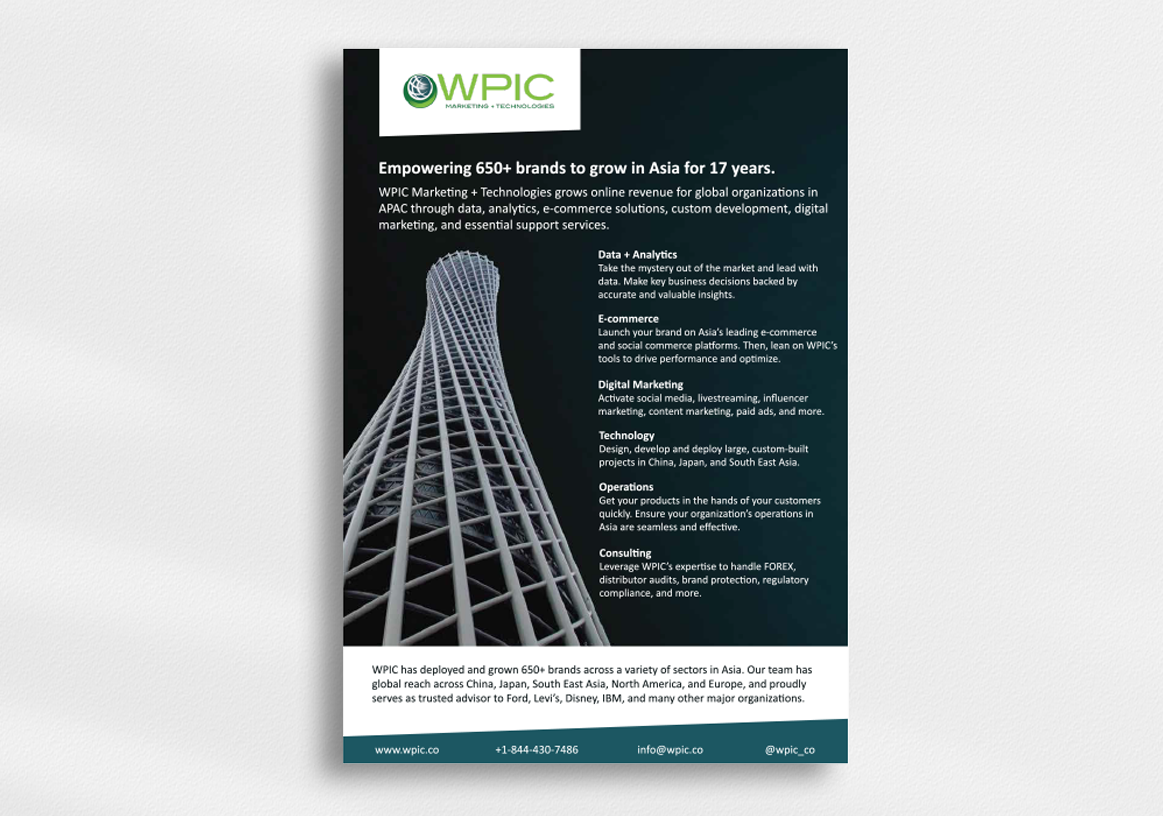 WPIC
MARKETING + TECHNOLOGIES
Empowering 650+ brands to grow in Asia for 17 years.
WPIC Marketing + Technologies grows online revenue for global organizations in
APAC through data, analytics, e-commerce solutions, custom development, digital
marketing, and essential support services.
Data + Analytics
Take the mystery out of the market and lead with
data. Make key business decisions backed by
accurate and valuable insights.
E-commerce
Launch your brand on Asia's leading e-commerce
and social commerce platforms. Then, lean on WPIC's
tools to drive performance and optimize.
Digital Marketing
Activate social media, livestreaming, influencer
marketing, content marketing, paid ads, and more.
Technology
Design, develop and deploy large, custom-built
projects in China, Japan, and South East Asia.
Operations
Get your products in the hands of your customers
quickly. Ensure your organization's operations in
Asia are seamless and effective.
Consulting
Leverage WPIC's expertise to handle FOREX,
distributor audits, brand protection, regulatory
compliance, and more.
WPIC has deployed and grown 650+ brands across a variety of sectors in Asia. Our team has
global reach across China, Japan, South East Asia, North America, and Europe, and proudly
serves as trusted advisor to Ford, Levi's, Disney, IBM, and many other major organizations.
www.wpic.co +1-844-430-7486 info@wpic.co @wpic_co